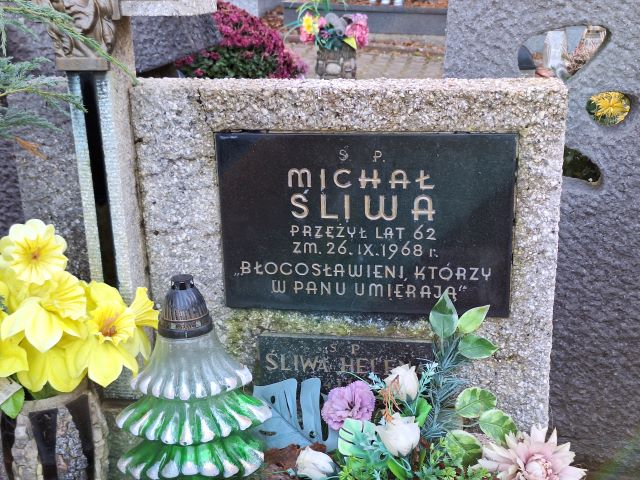 Ś. P.
MICHAŁ
ŚLIWA
PRZEŻYŁ LAT 62
ZM. 26.IX.1968 r.
„BŁOGOSŁAWIENI, KTÓRZY
W PANU UMIERAJĄ"
Ś P
ŚLIWA